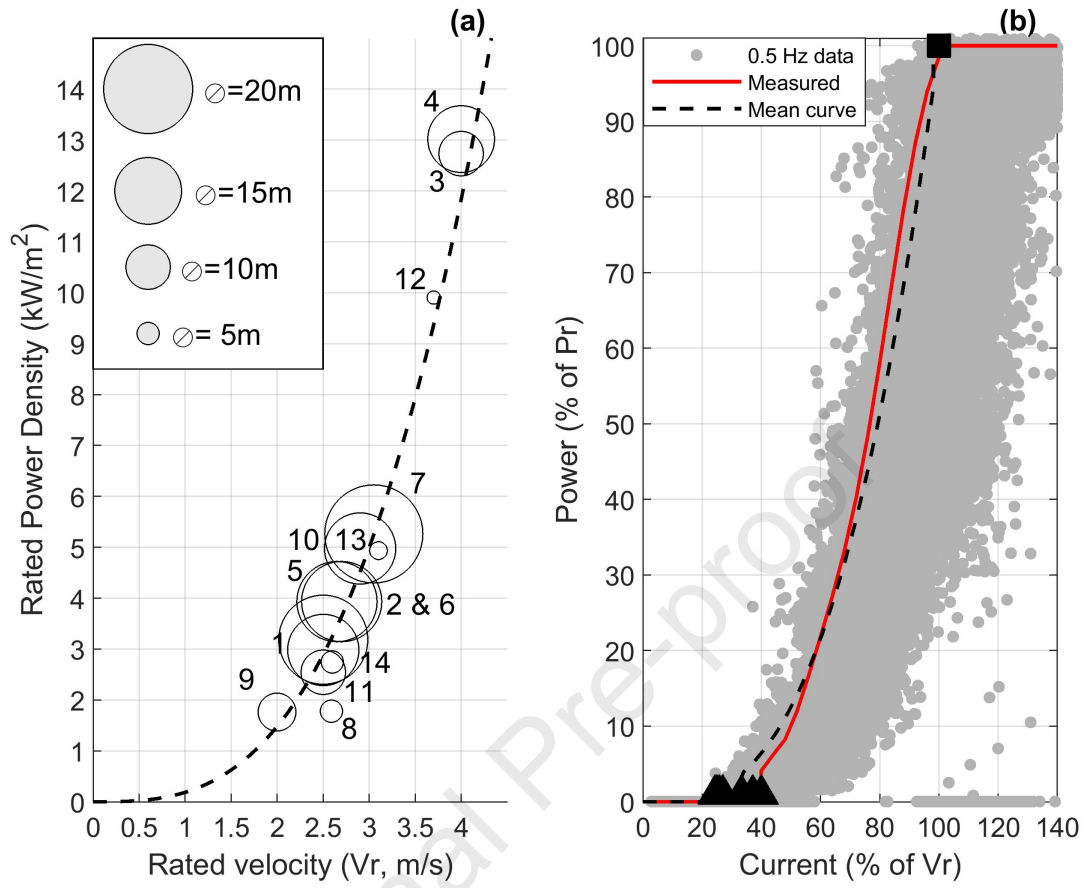 (a)
Rated Power Density (kW/m²)
14
13
12
11
10
9
8
7
6
5
4
3
2
1
0
⌀=20m
⌀=15m
⌀=10m
⌀= 5m
4
3
12
7
10
13
5
2 & 6
1
14
11
9
8
0 0.5 1 1.5 2 2.5 3 3.5 4
Rated velocity (Vr, m/s)
(b)
Power (% of Pr)
100
90
80
70
60
50
40
30
20
10
0
0.5 Hz data
Measured
Mean curve
0 20 40 60 80 100 120 140
Current (% of Vr)
nal Pre-proof